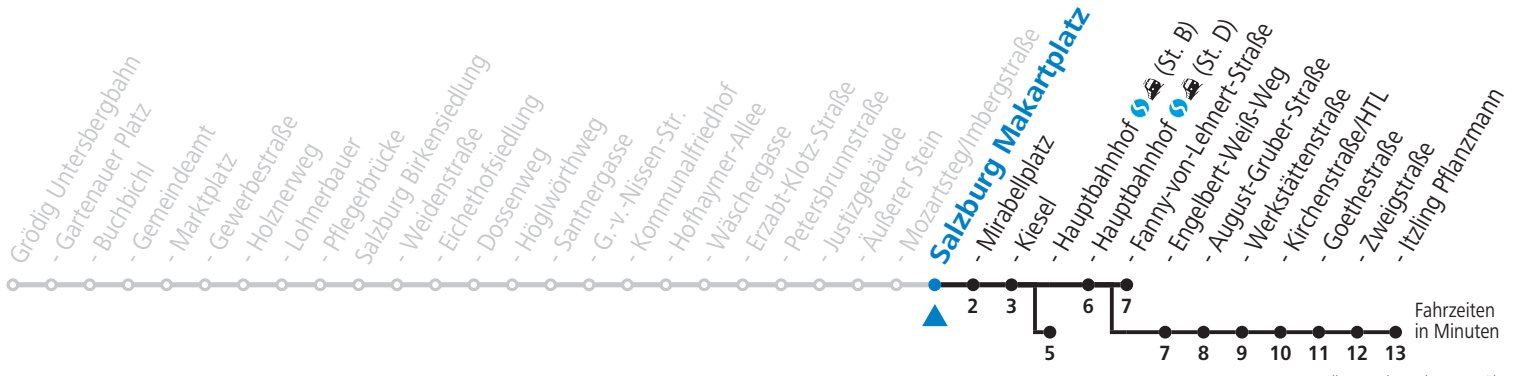 Grödig Untersbergbahn
- Gartenauer Platz
- Buchbichl
- Gemeindeamt
- Marktplatz
- Gewerbestraße
- Holznerweg
- Lohnerbauer
- Pflegerbrücke
Salzburg Birkensiedlung
- Weidenstraße
- Eichethofsiedlung
- Dossenweg
- Höglwörthweg
- Santnergasse
- G.-v.-Nissen-Str.
- Kommunalfriedhof
- Hofhaymer-Allee
- Wäschergasse
- Erzabt-Klotz-Straße
- Petersbrunnstraße
- Justizgebäude
- Äußerer Stein
- Mozartsteg/Imbergstraße
Salzburg Makartplatz
- Mirabellplatz
- Kiesel
- Hauptbahnhof (St. B)
- Hauptbahnhof (St. D)
- Fanny-von-Lehnert-Straße
- Engelbert-Weiß-Weg
- August-Gruber-Straße
- Werkstättenstraße
- Kirchenstraße/HTL
- Goethestraße
- Zweigstraße
- Itzling Pflanzmann
2 3 6 7
5 7 8 9 10 11 12 13
Fahrzeiten
in Minuten